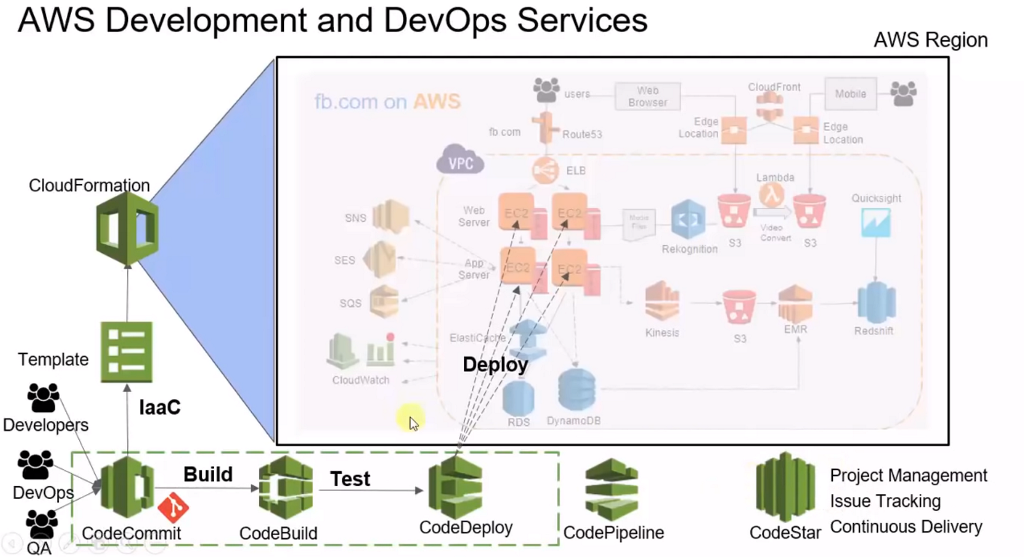 AWS Development and DevOps Services
AWS Region
fb.com on AWS
users
Web
Browser
CloudFront
Mobile
fb com
Route53
Edge
Location
Edge
Location
VPC
ELB
CloudFormation
Lambda
Quicksight
SNS
Web
Server
EC2
EC2
Rekognition
S3
Video
Convert
S3
SES
App
Server
EC2
EC2
SQS
Kinesis
S3
EMR
Redshift
ElastiCache
CloudWatch
Deploy
RDS
DynamoDB
Template
IaaC
Developers
DevOps
QA
Build
Test
CodeCommit
CodeBuild
CodeDeploy
CodePipeline
CodeStar
Project Management
Issue Tracking
Continuous Delivery